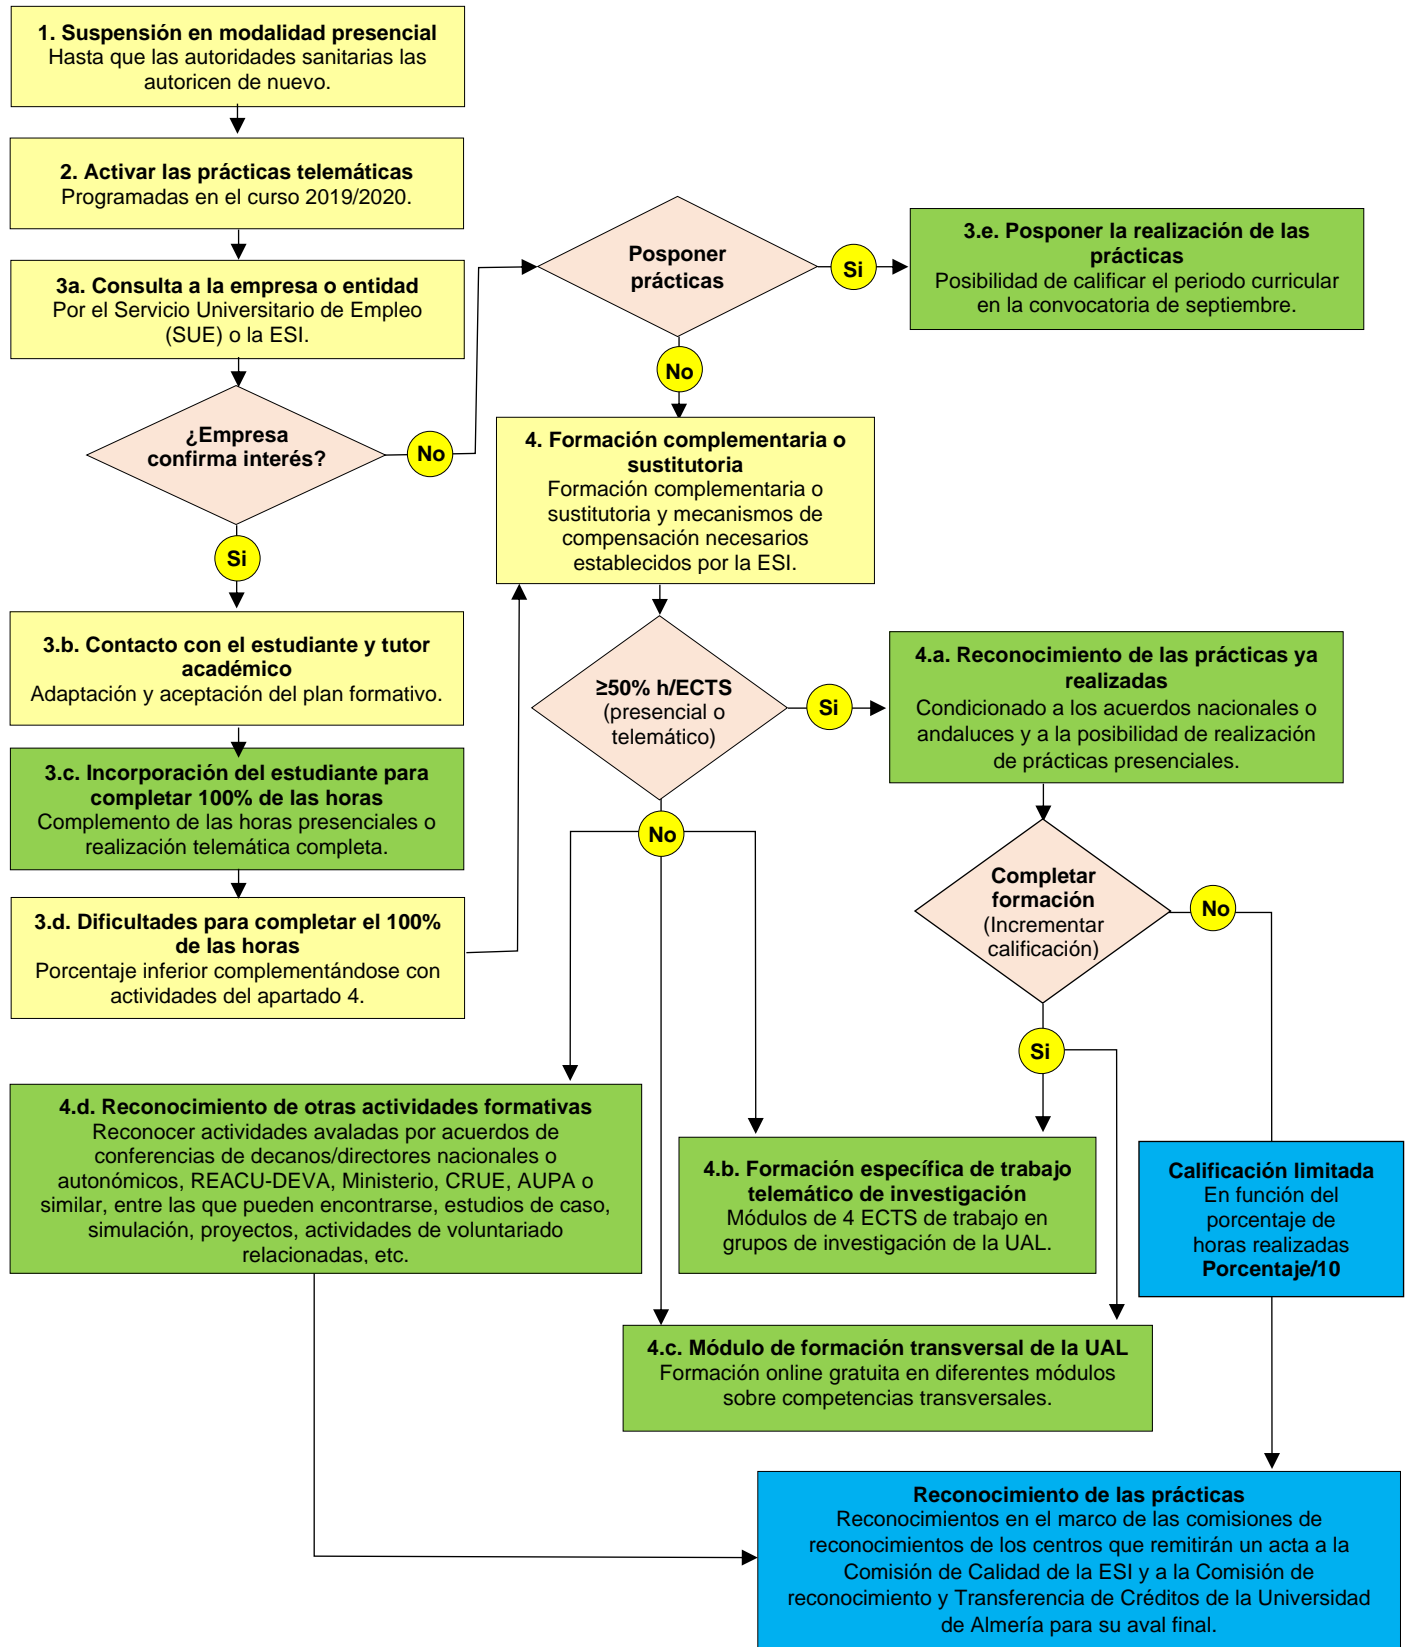 1. Suspensión en modalidad presencial
Hasta que las autoridades sanitarias las
autoricen de nuevo.
2. Activar las prácticas telemáticas
Programadas en el curso 2019/2020.
3a. Consulta a la empresa o entidad
Por el Servicio Universitario de Empleo
(SUE) o la ESI.
¿Empresa
confirma interés?
No
Si
Posponer
prácticas
Si
No
3.e. Posponer la realización de las
prácticas
Posibilidad de calificar el periodo curricular
en la convocatoria de septiembre.
3.b. Contacto con el estudiante y tutor
académico
Adaptación y aceptación del plan formativo.
3.c. Incorporación del estudiante para
completar 100% de las horas
Complemento de las horas presenciales o
realización telemática completa.
3.d. Dificultades para completar el 100%
de las horas
Porcentaje inferior complementándose con
actividades del apartado 4.
4. Formación complementaria o
sustitutoria
Formación complementaria o
sustitutoria y mecanismos de
compensación necesarios
establecidos por la ESI.
≥50% h/ECTS
(presencial o
telemático)
Si
No
4.a. Reconocimiento de las prácticas ya
realizadas
Condicionado a los acuerdos nacionales o
andaluces y a la posibilidad de realización
de prácticas presenciales.
Completar
formación
(Incrementar
calificación)
No
Si
4.d. Reconocimiento de otras actividades formativas
Reconocer actividades avaladas por acuerdos de
conferencias de decanos/directores nacionales o
autonómicos, REACU-DEVA, Ministerio, CRUE, AUPA o
similar, entre las que pueden encontrarse, estudios de caso,
simulación, proyectos, actividades de voluntariado
relacionadas, etc.
4.b. Formación específica de trabajo
telemático de investigación
Módulos de 4 ECTS de trabajo en
grupos de investigación de la UAL.
Calificación limitada
En función del
porcentaje de
horas realizadas
Porcentaje/10
4.c. Módulo de formación transversal de la UAL
Formación online gratuita en diferentes módulos
sobre competencias transversales.
Reconocimiento de las prácticas
Reconocimientos en el marco de las comisiones de
reconocimientos de los centros que remitirán un acta a la
Comisión de Calidad de la ESI y a la Comisión de
reconocimiento y Transferencia de Créditos de la Universidad
de Almería para su aval final.